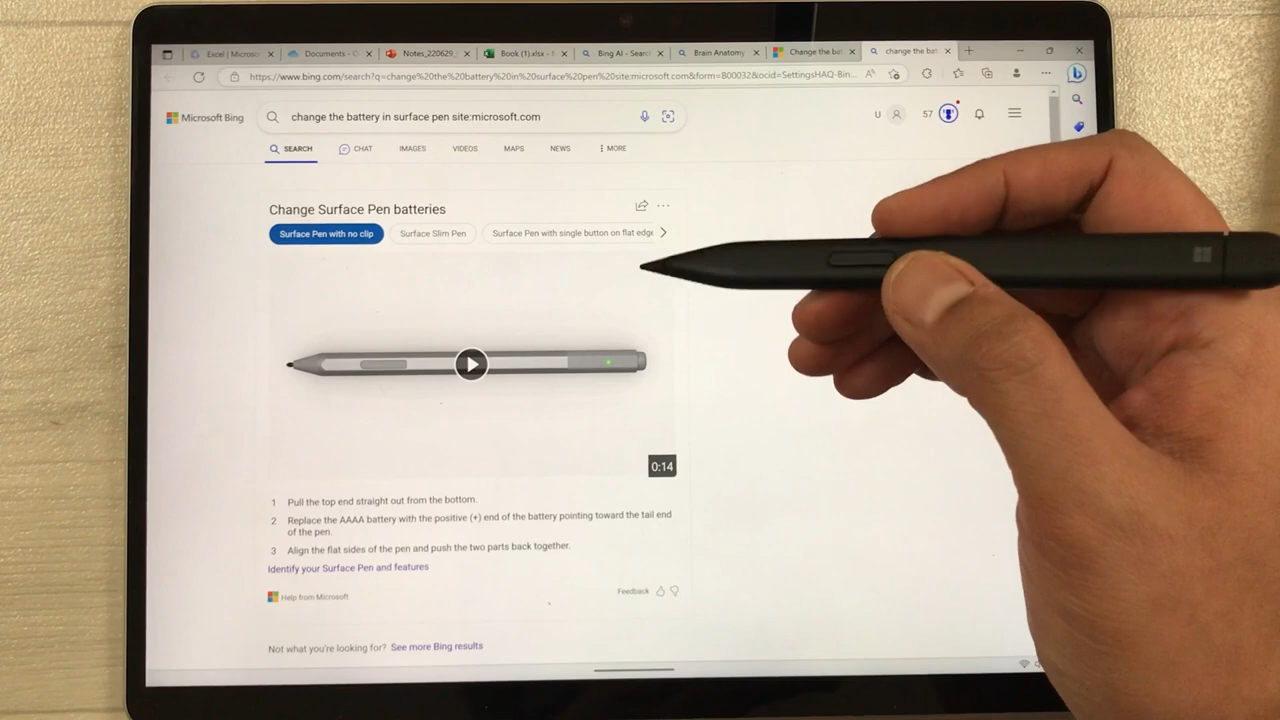 Excel | Microsoft
Documents - O
Notes_220629_
Book (1).xlsx -
Bing AI - Search
Brain Anatomy
Change the bat
change the bat
https://www.bing.com/search?q=change%20the%20battery%20in%20surface%20pen%20site:microsoft.com&form=B00032&ocid=SettingsHAQ-Bin...
Microsoft Bing
change the battery in surface pen site:microsoft.com
U
57
SEARCH
CHAT
IMAGES
VIDEOS
MAPS
NEWS
MORE
Change Surface Pen batteries
Surface Pen with no clip
Surface Slim Pen
Surface Pen with single button on flat edge
0:14
1 Pull the top end straight out from the bottom.
2 Replace the AAAA battery with the positive (+) end of the battery pointing toward the tail end
of the pen.
3 Align the flat sides of the pen and push the two parts back together.
Identify your Surface Pen and features
Help from Microsoft
Feedback
Not what you're looking for? See more Bing results